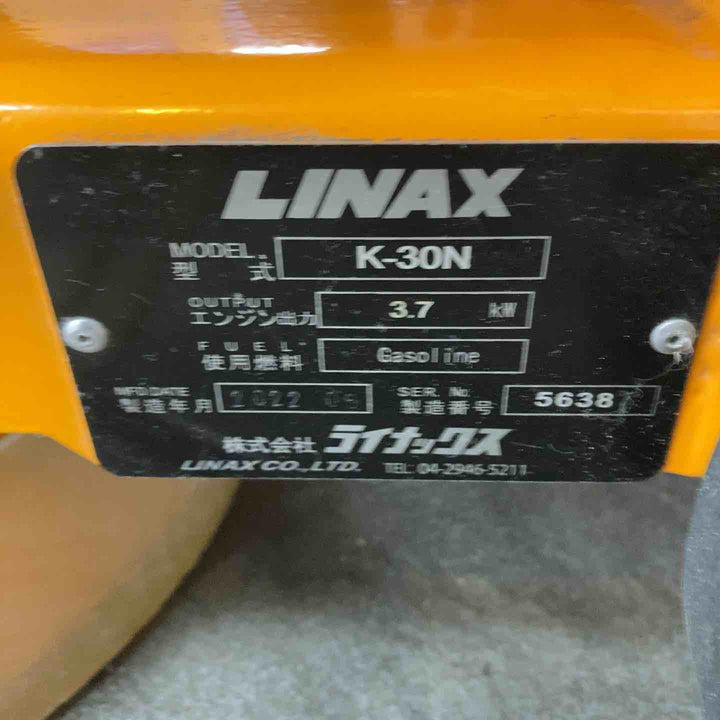 LINAX
MODEL. K-30N
型 式
OUTPUT 3.7 kW
エンジン出力
FUEL Gasoline
使用燃料
MFD.DATE 2022 SER. No. 5638
製造年月 製造番号
株式会社 ライナックス
LINAX CO.,LTD. TEL. 04-2946-5211